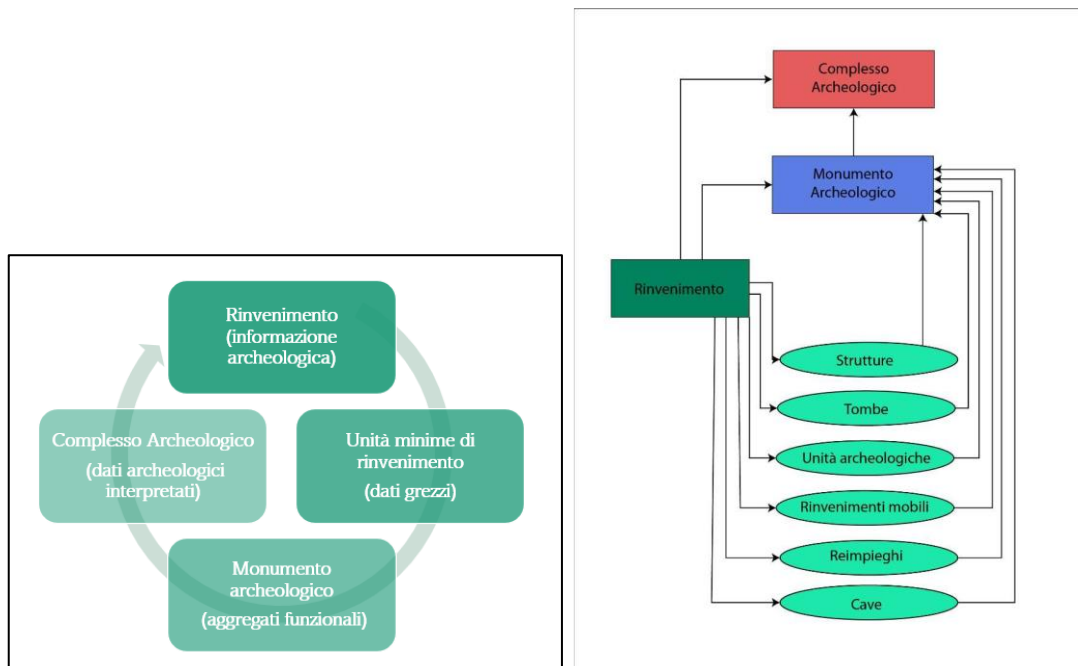 Rinvenimento
(informazione
archeologica)
Complesso Archeologico
(dati archeologici
interpretati)
Unità minime di
rinvenimento
(dati grezzi)
Monumento
archeologico
(aggregati funzionali)
Complesso
Archeologico
Monumento
Archeologico
Rinvenimento
Strutture
Tombe
Unità archeologiche
Rinvenimenti mobili
Reimpieghi
Cave